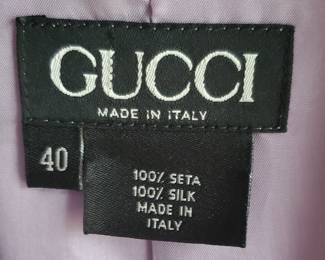 GUCCI
MADE IN ITALY
40
100% SETA
100% SILK
MADE IN
ITALY